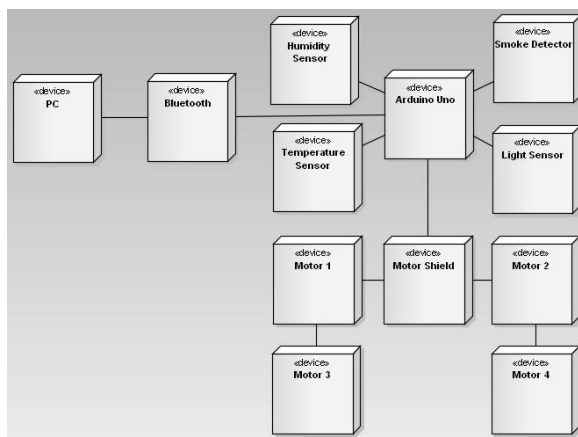 «device»
PC
«device»
Bluetooth
«device»
Humidity
Sensor
«device»
Temperature
Sensor
«device»
Arduino Uno
«device»
Smoke Detector
«device»
Light Sensor
«device»
Motor 1
«device»
Motor Shield
«device»
Motor 2
«device»
Motor 3
«device»
Motor 4